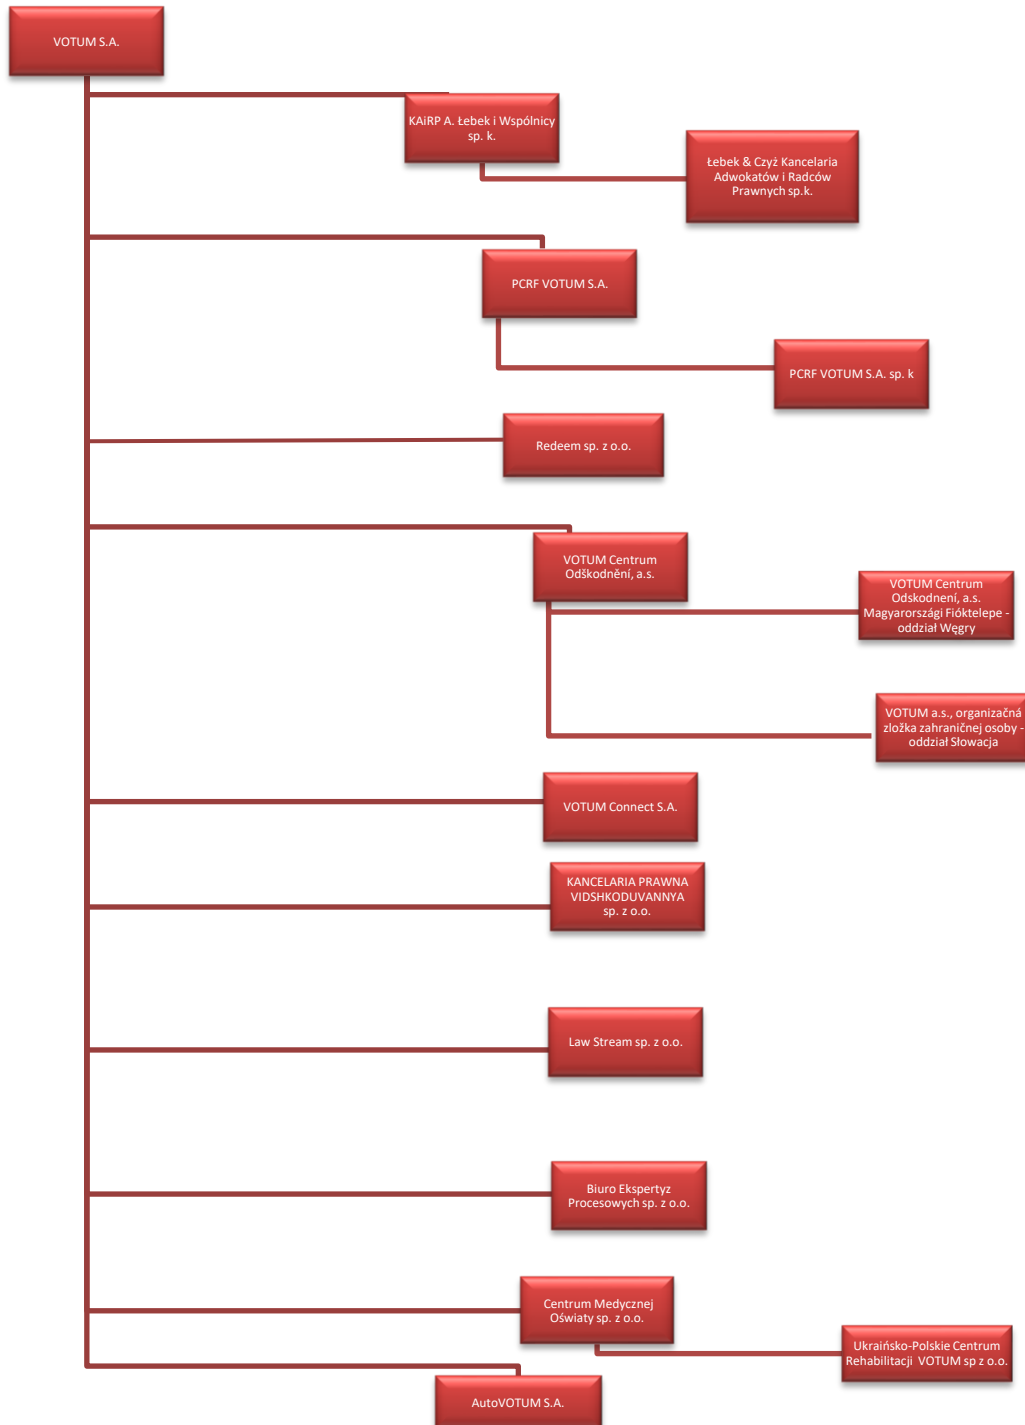 VOTUM S.A.
KAiRP A. Łebek i Wspólnicy
sp. k.
Łebek & Czyż Kancelaria
Adwokatów i Radców
Prawnych sp.k.
PCRF VOTUM S.A.
PCRF VOTUM S.A. sp. k
Redeem sp. z o.o.
VOTUM Centrum
Odškodnění, a.s.
VOTUM Centrum
Odskodnení, a.s.
Magyarországi Fióktelepe -
oddział Węgry
VOTUM a.s., organizačná
zložka zahraničnej osoby -
oddział Słowacja
VOTUM Connect S.A.
KANCELARIA PRAWNA
VIDSHKODUVANNYA
sp. z o.o.
Law Stream sp. z o.o.
Biuro Ekspertyz
Procesowych sp. z o.o.
Centrum Medycznej
Oświaty sp. z o.o.
Ukraińsko-Polskie Centrum
Rehabilitacji VOTUM sp z o.o.
AutoVOTUM S.A.